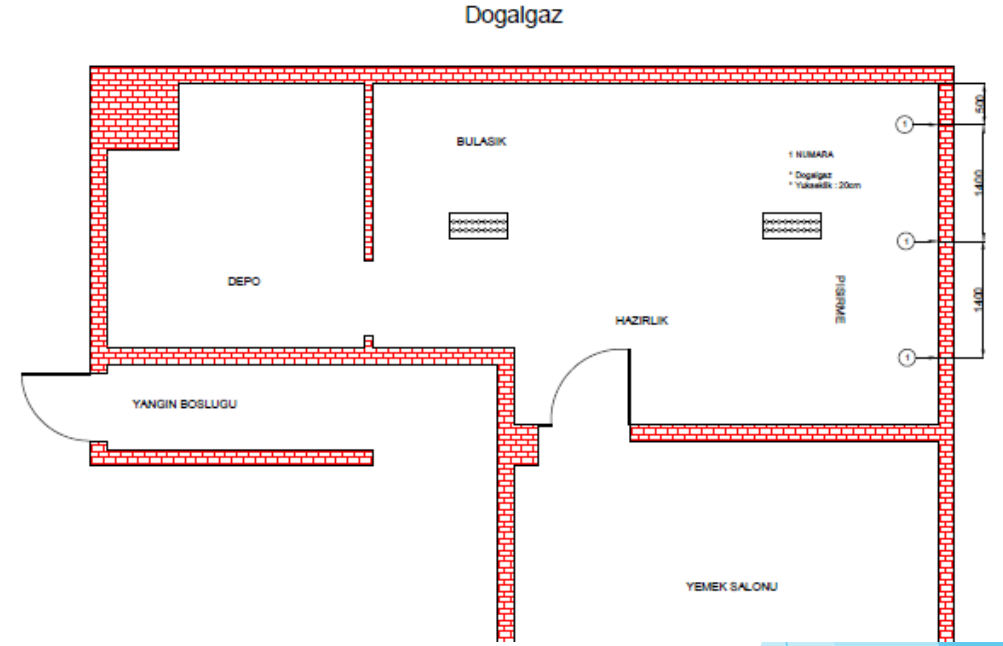 Dogalgaz
500
1
BULASIK
1 NUMARA
* Dogalgaz
* Yukseklik : 20cm
1400
1
DEPO
PISIRME
1400
HAZIRLIK
1
YANGIN BOSLUGU
YEMEK SALONU